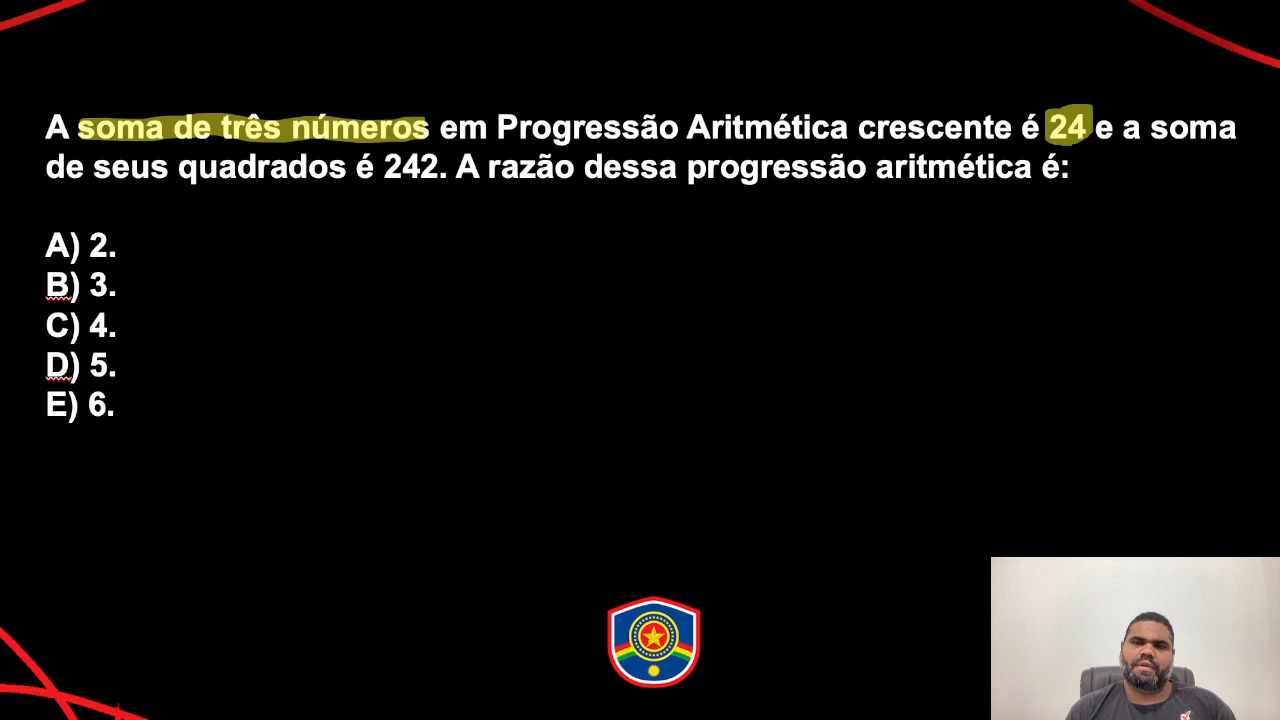 A soma de três números em Progressão Aritmética crescente é 24 e a soma
de seus quadrados é 242. A razão dessa progressão aritmética é:
A) 2.
B) 3.
C) 4.
D) 5.
E) 6.